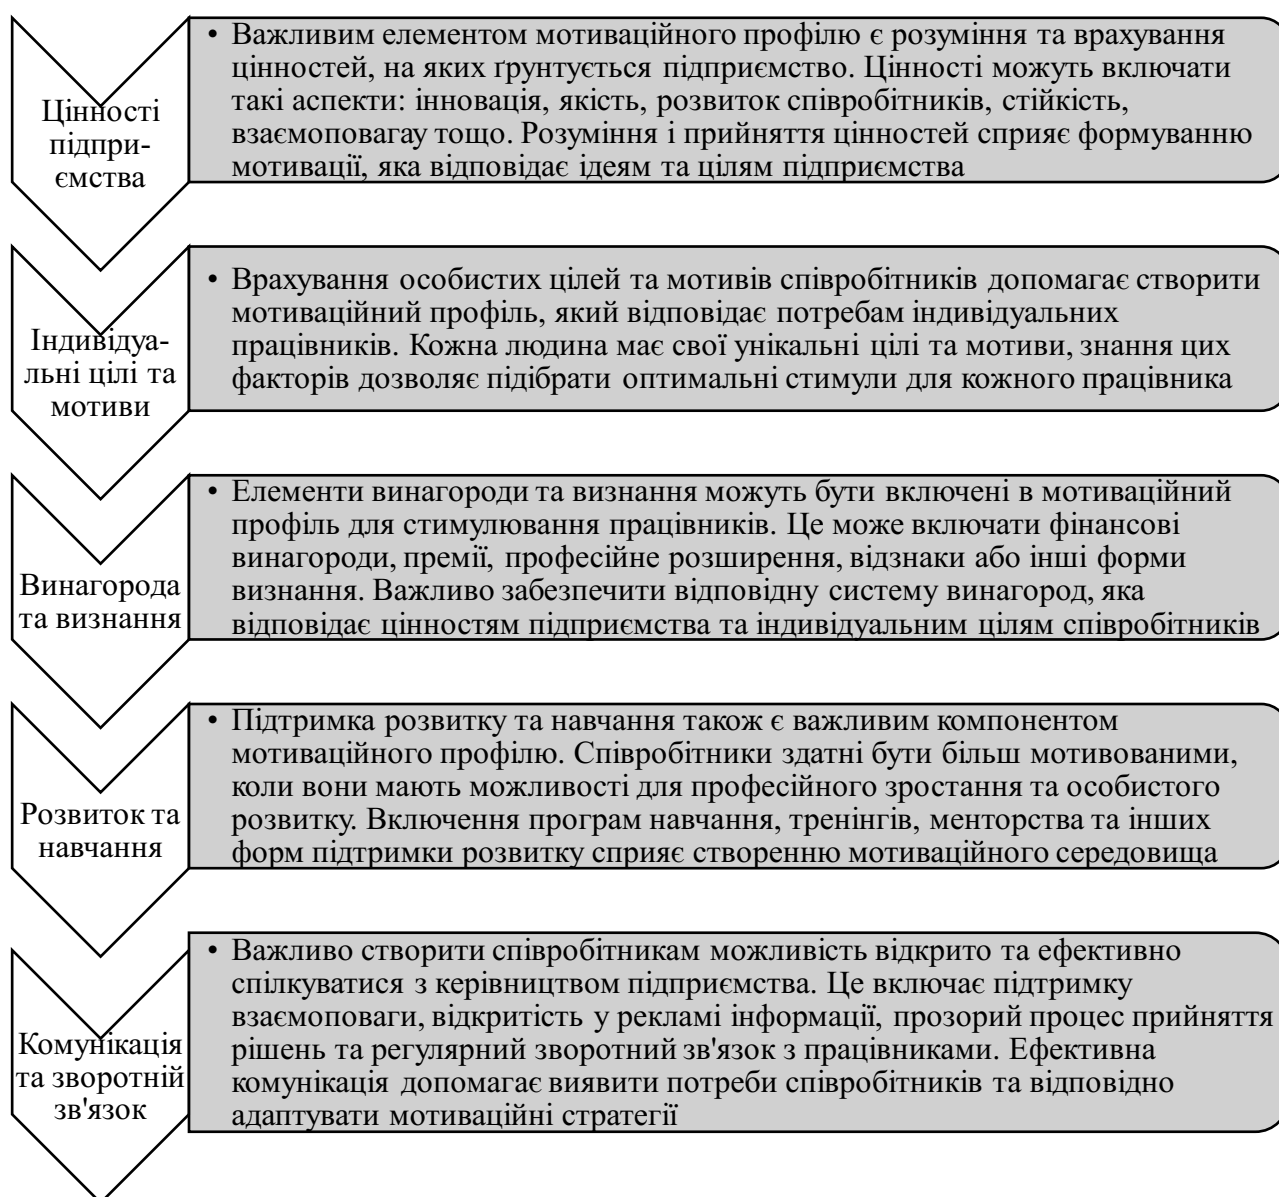 Цінності
підпри-
ємства
• Важливим елементом мотиваційного профілю є розуміння та врахування
цінностей, на яких ґрунтується підприємство. Цінності можуть включати
такі аспекти: інновація, якість, розвиток співробітників, стійкість,
взаємоповагау тощо. Розуміння і прийняття цінностей сприяє формуванню
мотивації, яка відповідає ідеям та цілям підприємства
Індивідуа-
льні цілі та
мотиви
• Врахування особистих цілей та мотивів співробітників допомагає створити
мотиваційний профіль, який відповідає потребам індивідуальних
працівників. Кожна людина має свої унікальні цілі та мотиви, знання цих
факторів дозволяє підібрати оптимальні стимули для кожного працівника
Винагорода
та визнання
• Елементи винагороди та визнання можуть бути включені в мотиваційний
профіль для стимулювання працівників. Це може включати фінансові
винагороди, премії, професійне розширення, відзнаки або інші форми
визнання. Важливо забезпечити відповідну систему винагород, яка
відповідає цінностям підприємства та індивідуальним цілям співробітників
Розвиток та
навчання
• Підтримка розвитку та навчання також є важливим компонентом
мотиваційного профілю. Співробітники здатні бути більш мотивованими,
коли вони мають можливості для професійного зростання та особистого
розвитку. Включення програм навчання, тренінгів, менторства та інших
форм підтримки розвитку сприяє створенню мотиваційного середовища
Комунікація
та зворотній
зв'язок
• Важливо створити співробітникам можливість відкрито та ефективно
спілкуватися з керівництвом підприємства. Це включає підтримку
взаємоповаги, відкритість у рекламі інформації, прозорий процес прийняття
рішень та регулярний зворотний зв'язок з працівниками. Ефективна
комунікація допомагає виявити потреби співробітників та відповідно
адаптувати мотиваційні стратегії